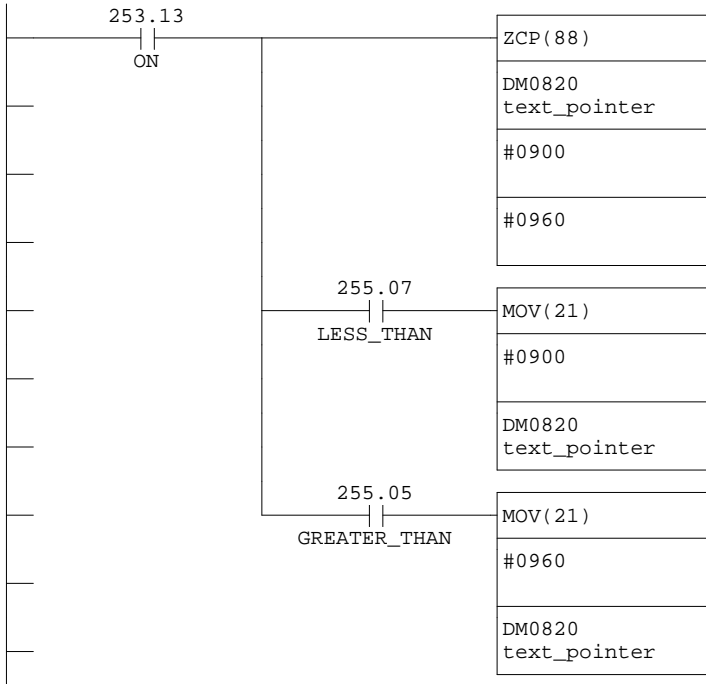 253.13
ON
ZCP(88)
DM0820
text_pointer
#0900
#0960
255.07
LESS_THAN
MOV(21)
#0900
DM0820
text_pointer
255.05
GREATER_THAN
MOV(21)
#0960
DM0820
text_pointer